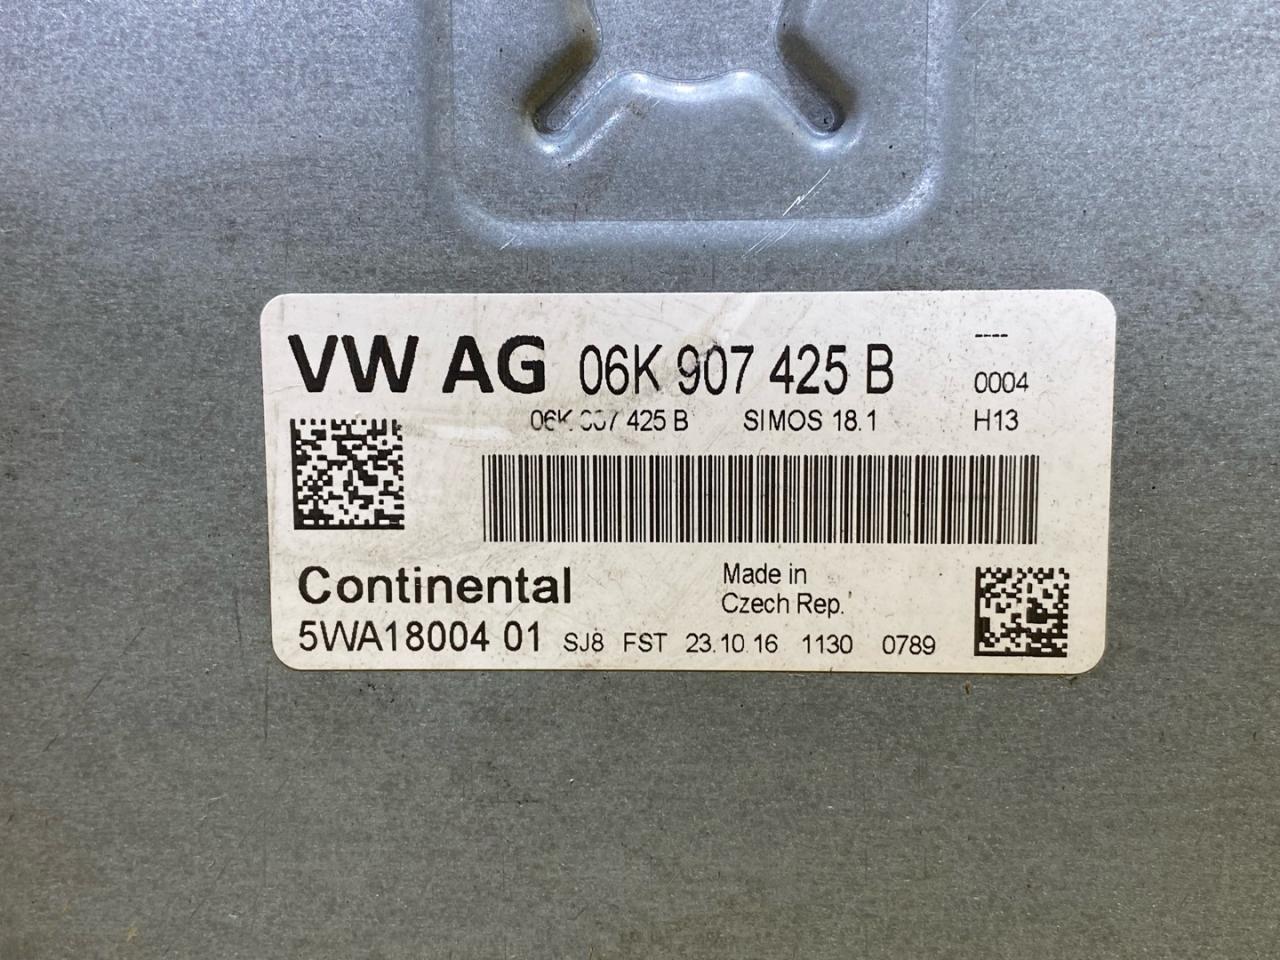 VW AG 06K 907 425 B ----
0004
06K 907 425 B SIMOS 18.1 H13
Continental Made in
Czech Rep.
5WA18004 01 SJ8 FST 23.10.16 1130 0789